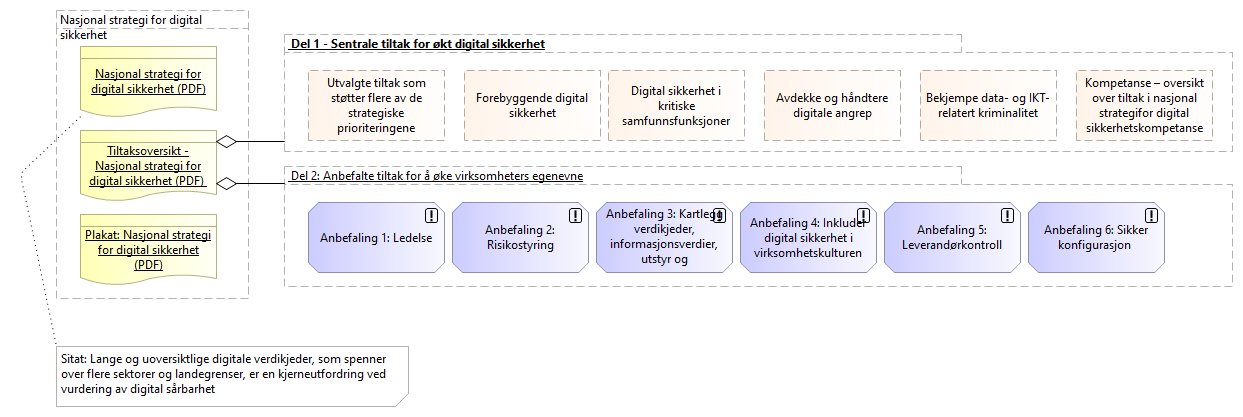 Nasjonal strategi for digital
sikkerhet
Nasjonal strategi for
digital sikkerhet (PDF)
Tiltaksoversikt -
Nasjonal strategi for
digital sikkerhet (PDF)
Plakat: Nasjonal strategi
for digital sikkerhet
(PDF)
Del 1 - Sentrale tiltak for økt digital sikkerhet
Utvalgte tiltak som
støtter flere av de
strategiske
prioriteringene
Forebyggende digital
sikkerhet
Digital sikkerhet i
kritiske
samfunnsfunksjoner
Avdekke og håndtere
digitale angrep
Bekjempe data- og IKT-
relatert kriminalitet
Kompetanse – oversikt
over tiltak i nasjonal
strategifor digital
sikkerhetskompetanse
Del 2: Anbefalte tiltak for å øke virksomheters egenevne
Anbefaling 1: Ledelse
Anbefaling 2:
Risikostyring
Anbefaling 3: Kartlegg
verdikjeder,
informasjonsverdier,
utstyr og
Anbefaling 4: Inkluder
digital sikkerhet i
virksomhetskulturen
Anbefaling 5:
Leverandørkontroll
Anbefaling 6: Sikker
konfigurasjon
Sitat: Lange og uoversiktlige digitale verdikjeder, som spenner
over flere sektorer og landegrenser, er en kjerneutfordring ved
vurdering av digital sårbarhet